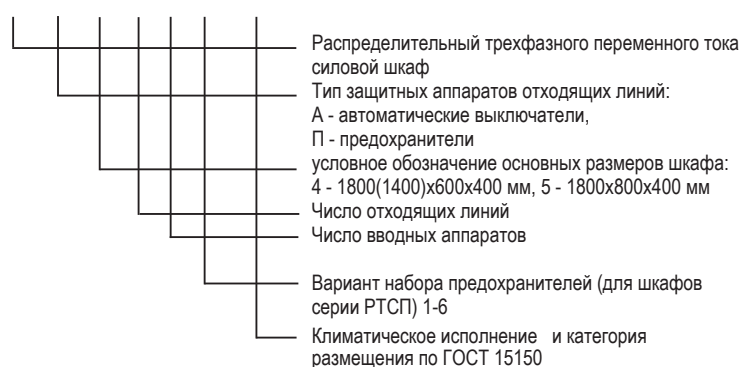 Распределительный трехфазного переменного тока
силовой шкаф
Тип защитных аппаратов отходящих линий:
А - автоматические выключатели,
П - предохранители
условное обозначение основных размеров шкафа:
4 - 1800(1400)х600х400 мм, 5 - 1800х800х400 мм
Число отходящих линий
Число вводных аппаратов
Вариант набора предохранителей (для шкафов
серии РТСП) 1-6
Климатическое исполнение и категория
размещения по ГОСТ 15150